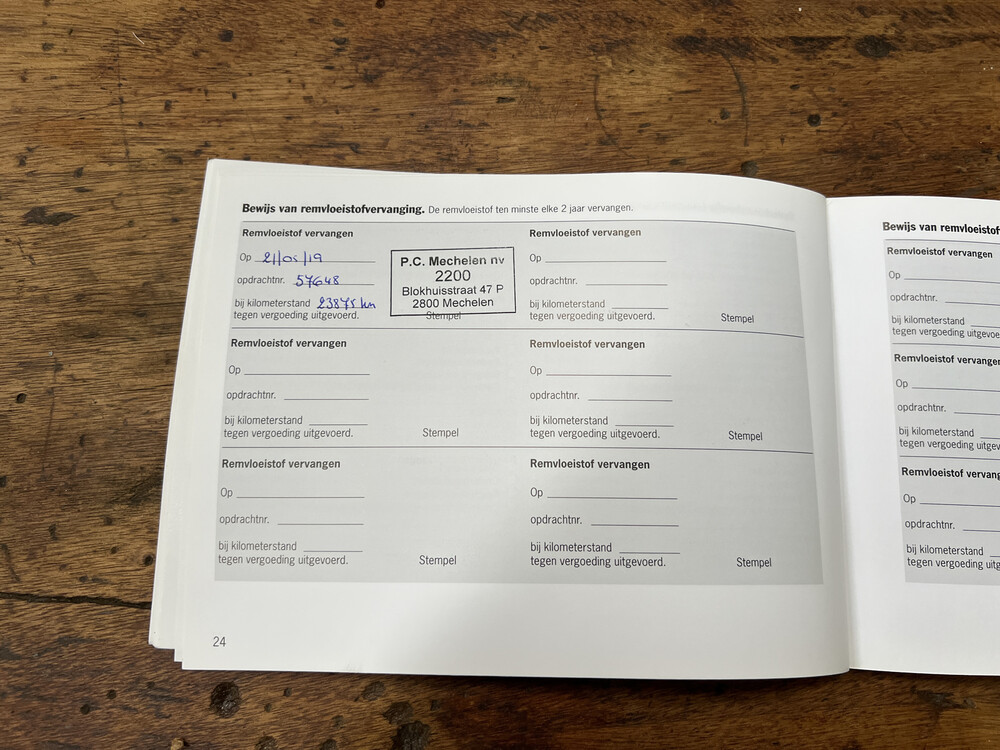 Bewijs van remvloeistofvervanging. De remvloeistof ten minste elke 2 jaar vervangen.
Remvloeistof vervangen
Op 21/05/19
opdrachtnr. 57648
bij kilometerstand 23875 km
tegen vergoeding uitgevoerd.
Stempel
P.C. Mechelen nv
2200
Blokhuisstraat 47 P
2800 Mechelen
Remvloeistof vervangen
Op
opdrachtnr.
bij kilometerstand
tegen vergoeding uitgevoerd.
Stempel
Remvloeistof vervangen
Op
opdrachtnr.
bij kilometerstand
tegen vergoeding uitgevoerd.
Stempel
Remvloeistof vervangen
Op
opdrachtnr.
bij kilometerstand
tegen vergoeding uitgevoerd.
Stempel
Remvloeistof vervangen
Op
opdrachtnr.
bij kilometerstand
tegen vergoeding uitgevoerd.
Stempel
Remvloeistof vervangen
Op
opdrachtnr.
bij kilometerstand
tegen vergoeding uitgevoerd.
Stempel
24
Bewijs van remvloeistof
Remvloeistof vervangen
Op
opdrachtnr.
bij kilometerstand
tegen vergoeding uitgevoe
Remvloeistof vervangen
Op
opdrachtnr.
bij kilometerstand
tegen vergoeding uitgev
Remvloeistof vervang
Op
opdrachtnr.
bij kilometerstand
tegen vergoeding uitge